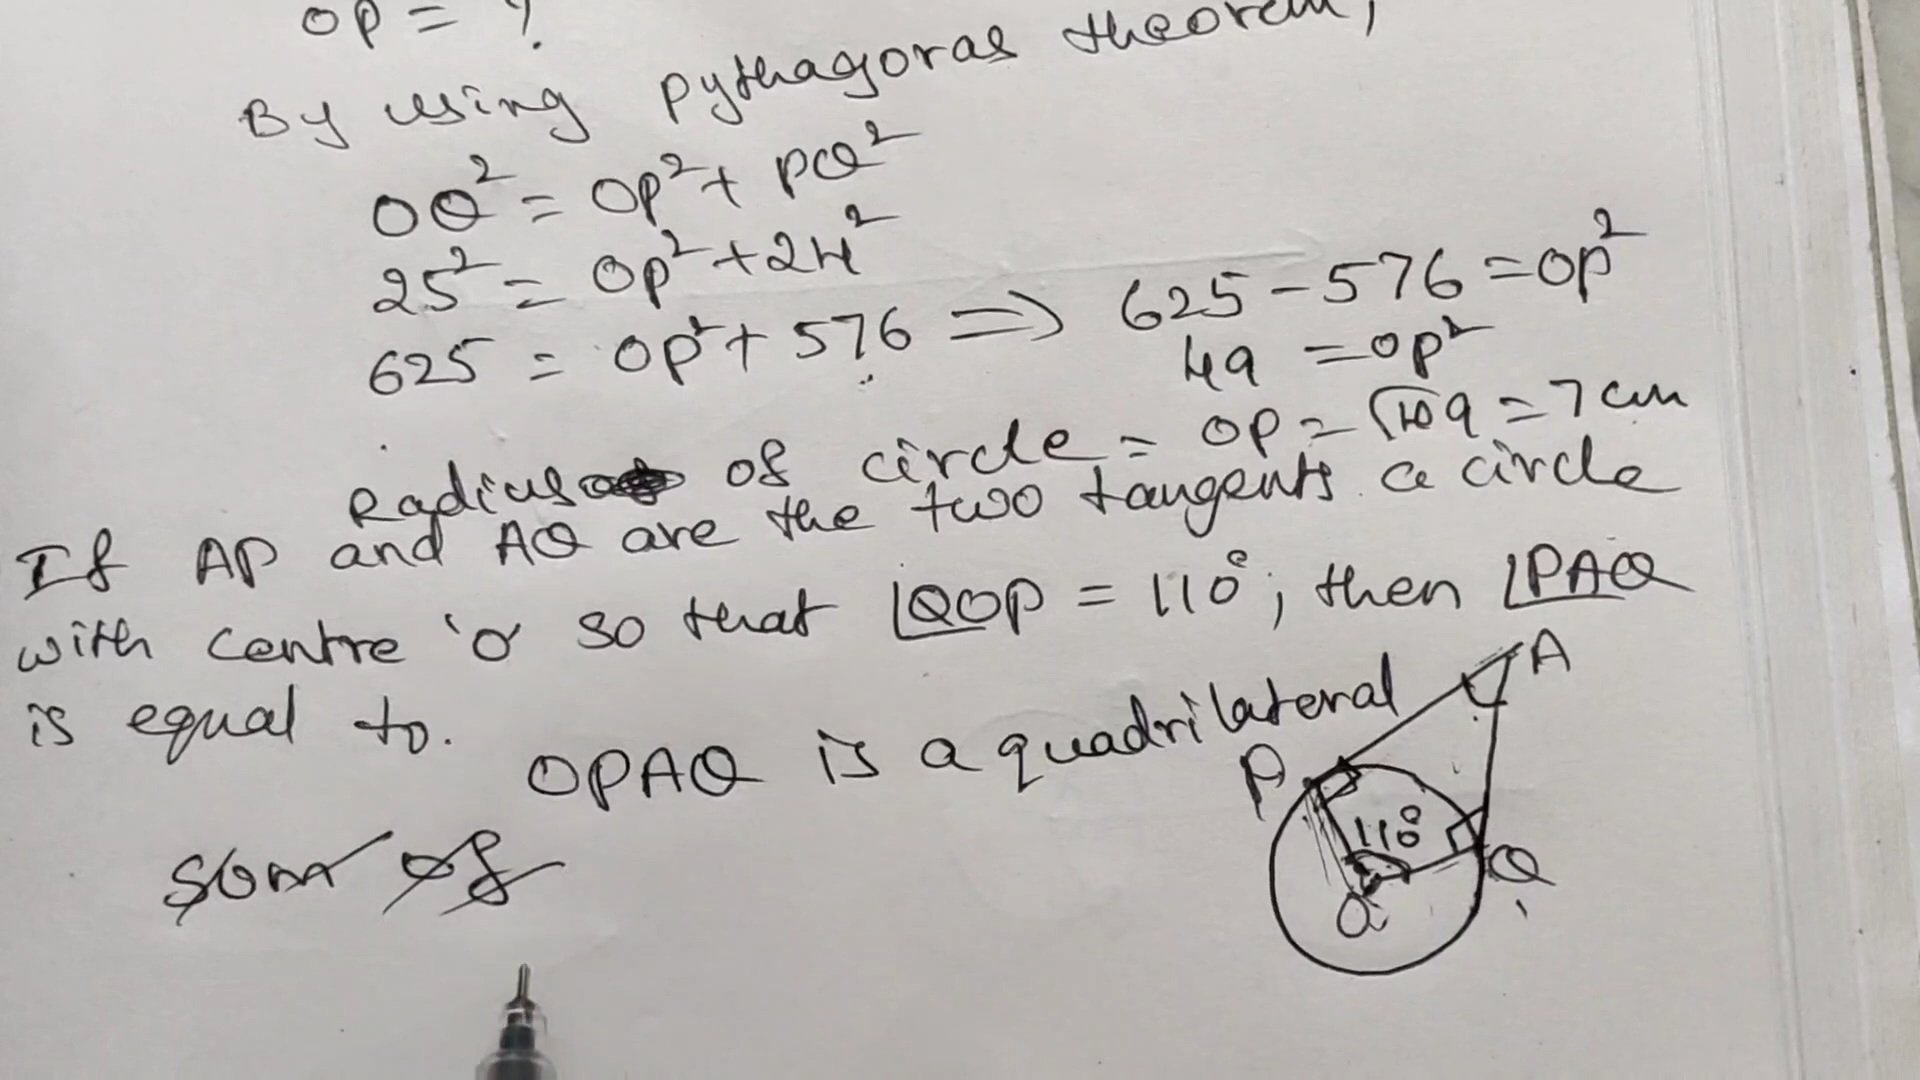 OP = ?
By using pythagoras theorem,
OQ² = OP² + PQ²
25² = OP² + 24²
625 = OP² + 576 ⇒ 625 - 576 = OP²
49 = OP²
Radius of circle = OP = √49 = 7 cm
If AP and AQ are the two tangents a circle
with centre 'O' so that ∠QOP = 110°, then ∠PAQ
is equal to.
OPAQ is a quadrilateral
Sum of
A
P
110°
Q
O